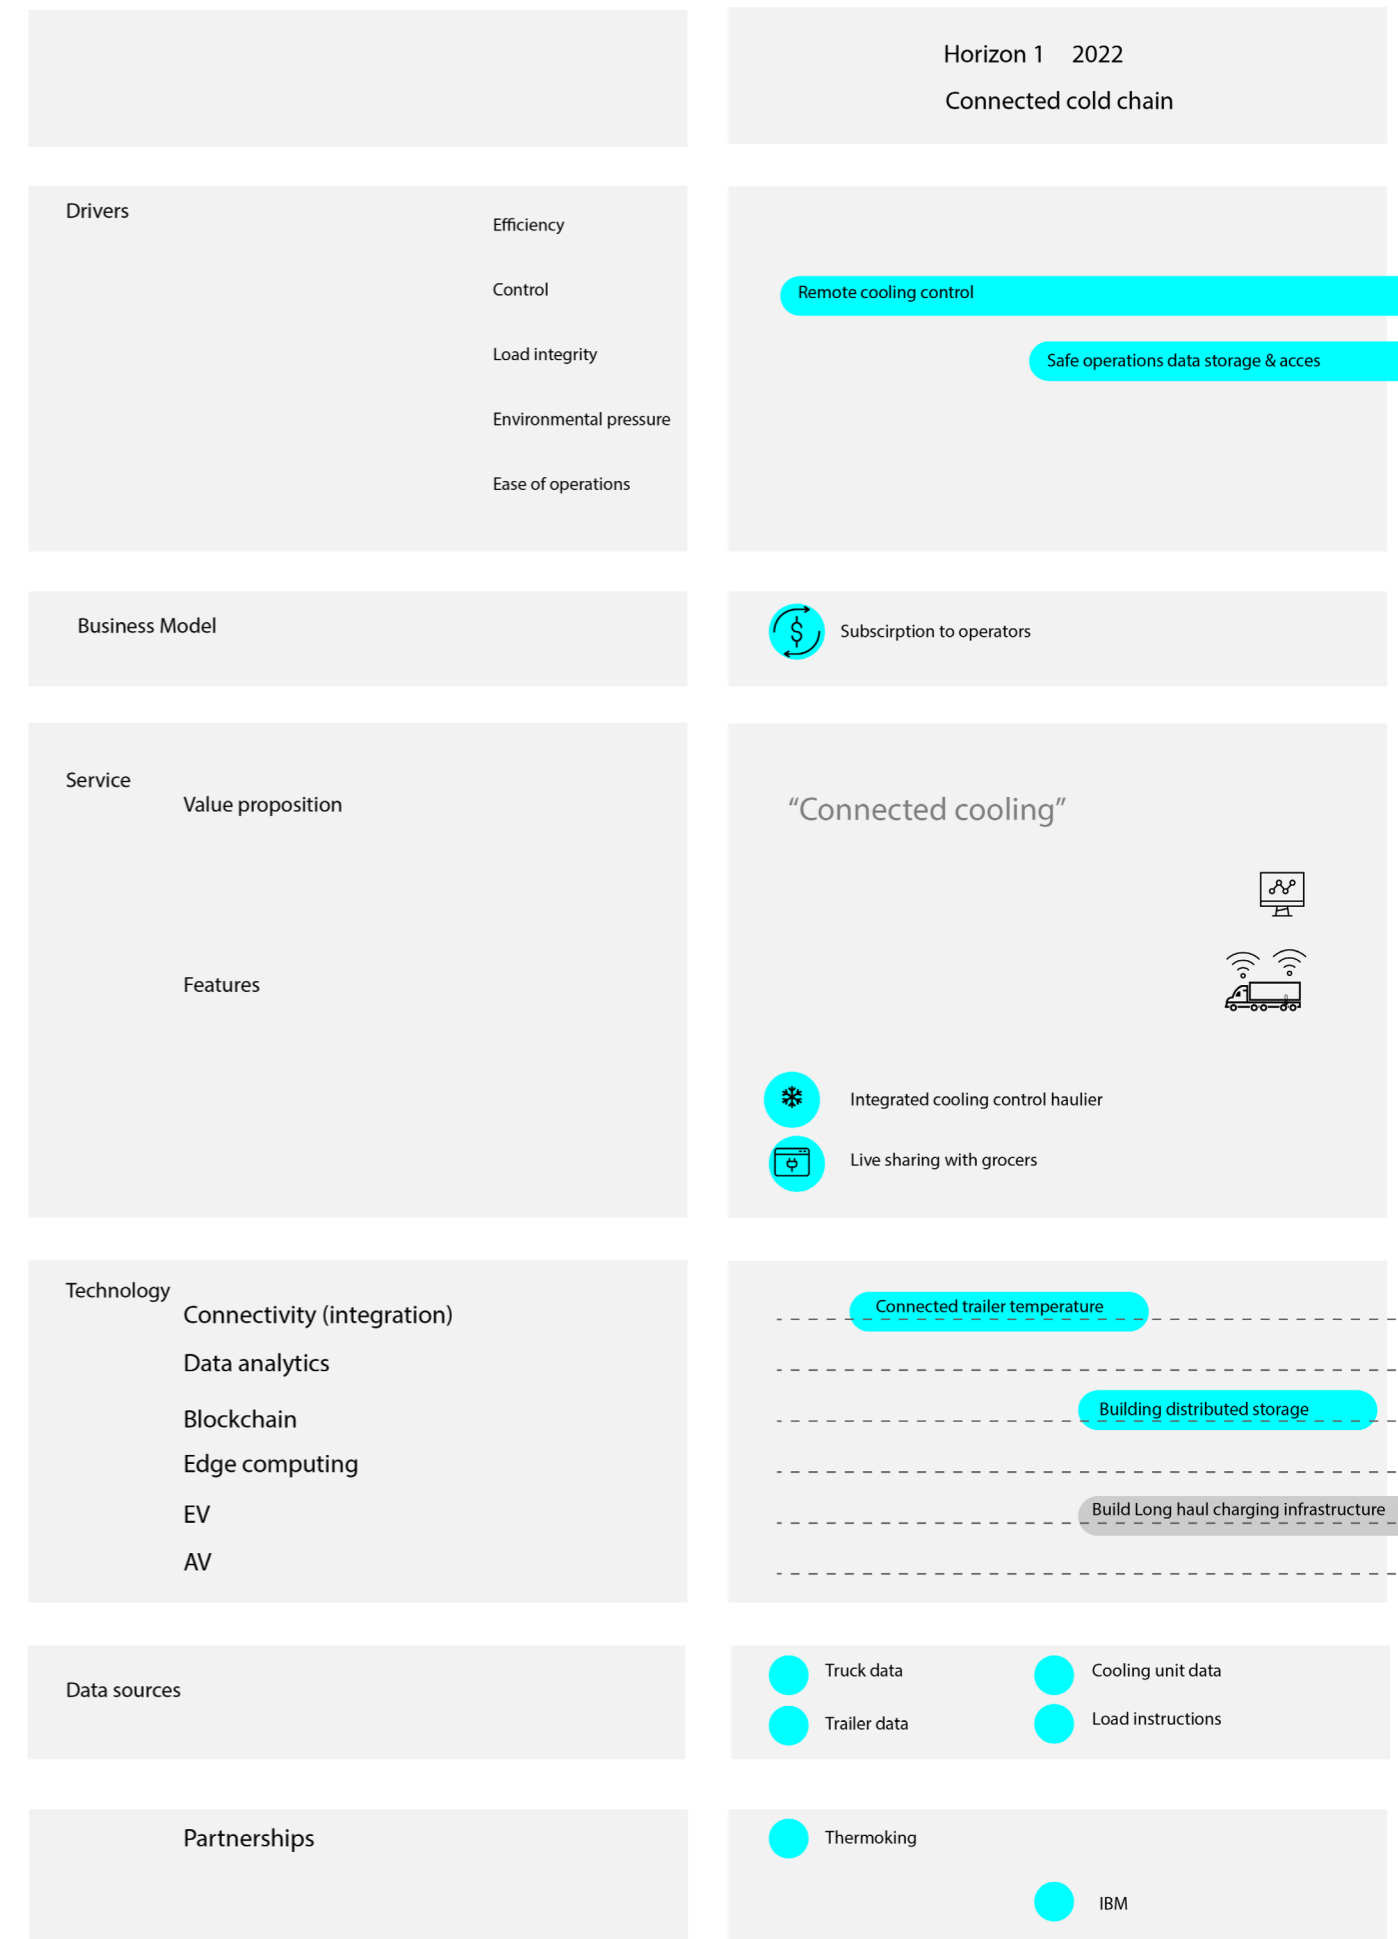 Horizon 1 2022
Connected cold chain
Drivers
Efficiency
Control
Remote cooling control
Load integrity
Safe operations data storage & acces
Environmental pressure
Ease of operations
Business Model
Subscirption to operators
Service
Value proposition
“Connected cooling”
Features
Integrated cooling control haulier
Live sharing with grocers
Technology
Connectivity (integration)
Connected trailer temperature
Data analytics
Blockchain
Building distributed storage
Edge computing
EV
Build Long haul charging infrastructure
AV
Data sources
Truck data
Cooling unit data
Trailer data
Load instructions
Partnerships
Thermoking
IBM